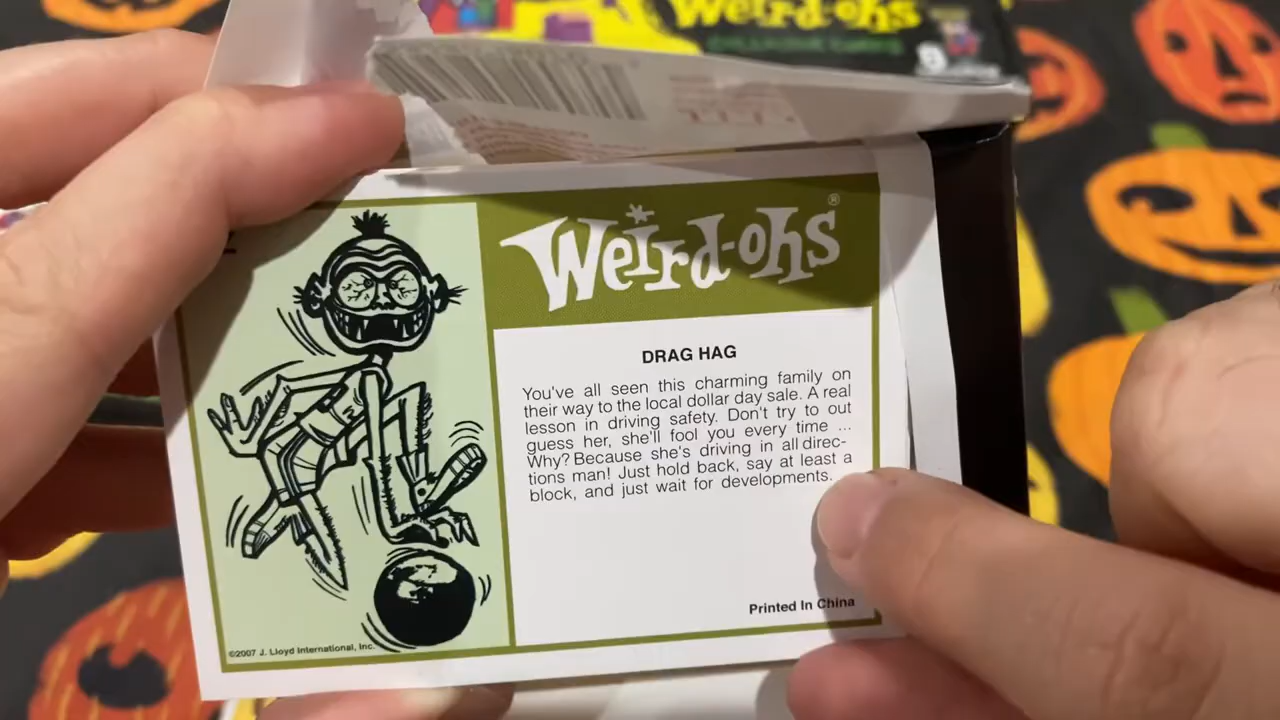 Weird-ohs
Weird-ohs®
DRAG HAG
You've all seen this charming family on
their way to the local dollar day sale. A real
lesson in driving safety. Don't try to out
guess her, she'll fool you every time ...
Why? Because she's driving in all direc-
tions man! Just hold back, say at least a
block, and just wait for developments.
Printed In China
©2007 J. Lloyd International, Inc.